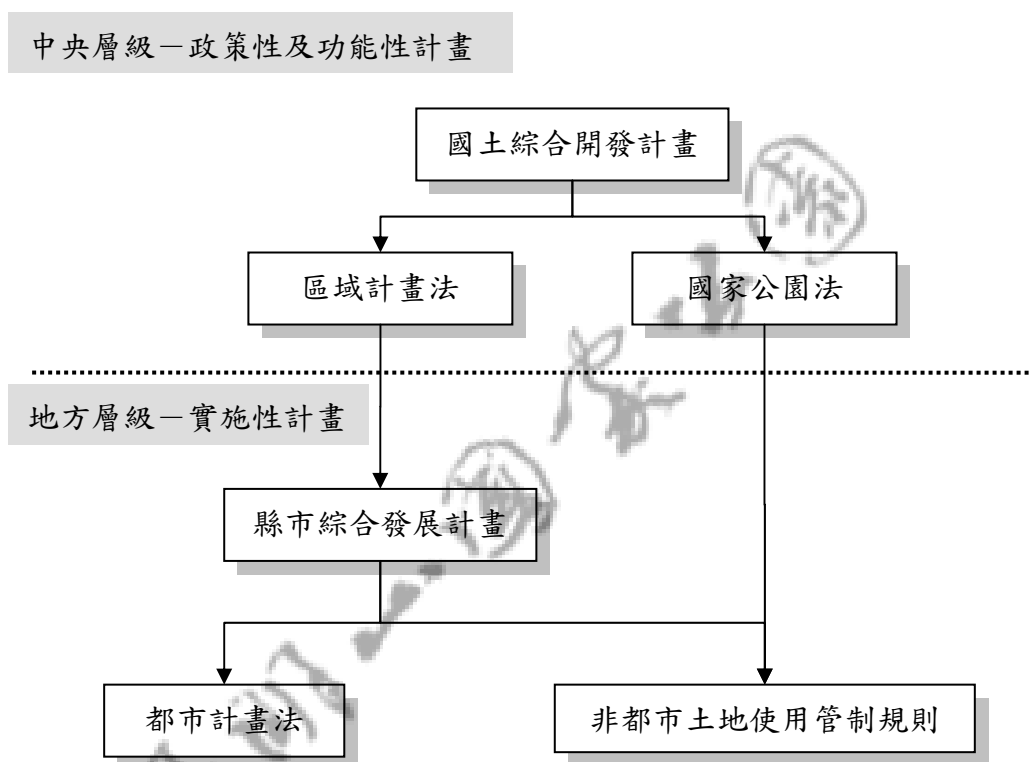 中央層級－政策性及功能性計畫
國土綜合開發計畫
區域計畫法
國家公園法
地方層級－實施性計畫
縣市綜合發展計畫
都市計畫法
非都市土地使用管制規則